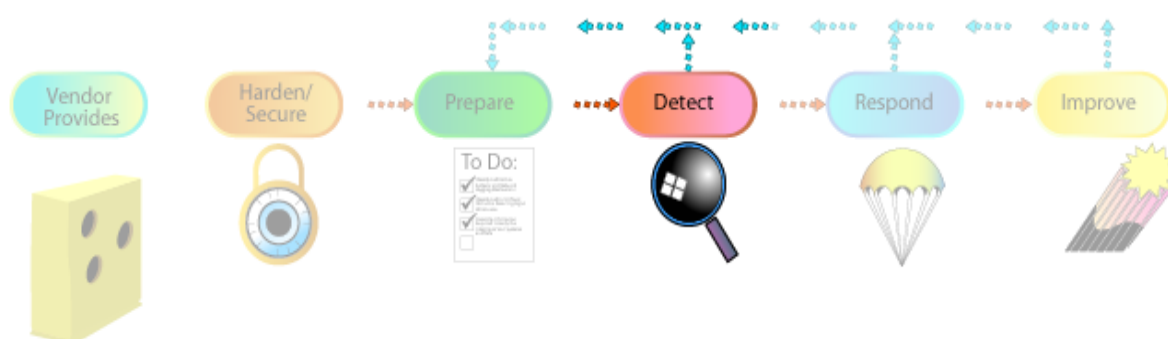 Vendor
Provides
Harden/
Secure
Prepare
Detect
Respond
Improve
To Do: